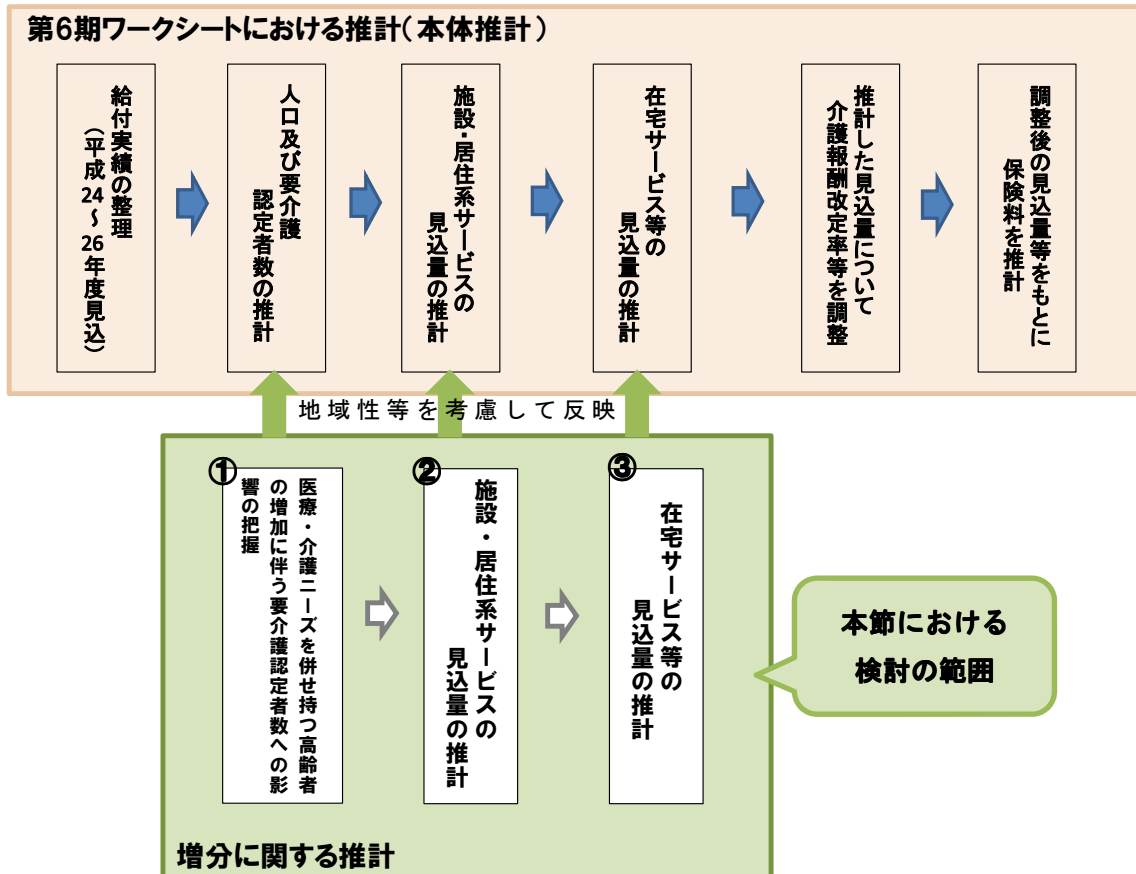 第6期ワークシートにおける推計(本体推計)
給付実績の整理
(平成24~26年度見込)
人口及び要介護
認定者数の推計
施設・居住系サービスの
見込量の推計
在宅サービス等の
見込量の推計
推計した見込量について
介護報酬改定率等を調整
調整後の見込量等をもとに
保険料を推計
地域性等を考慮して反映
①
医療・介護ニーズを併せ持つ高齢者
の増加に伴う要介護認定者数への影
響の把握
②
施設・居住系サービスの
見込量の推計
③
在宅サービス等の
見込量の推計
本節における
検討の範囲
増分に関する推計